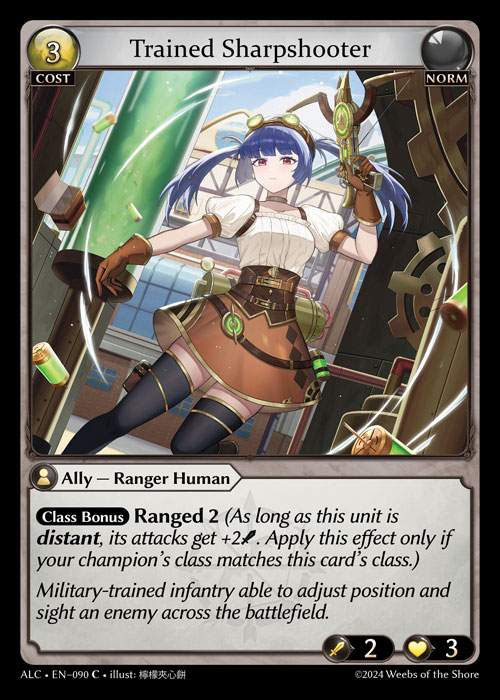 3
COST
Trained Sharpshooter
NORM
Ally — Ranger Human
Class Bonus Ranged 2 (As long as this unit is
distant, its attacks get +2. Apply this effect only if
your champion's class matches this card's class.)
Military-trained infantry able to adjust position and
sight an enemy across the battlefield.
2
3
ALC • EN–090 C • illust: 檸檬夾心餅
©2024 Weebs of the Shore